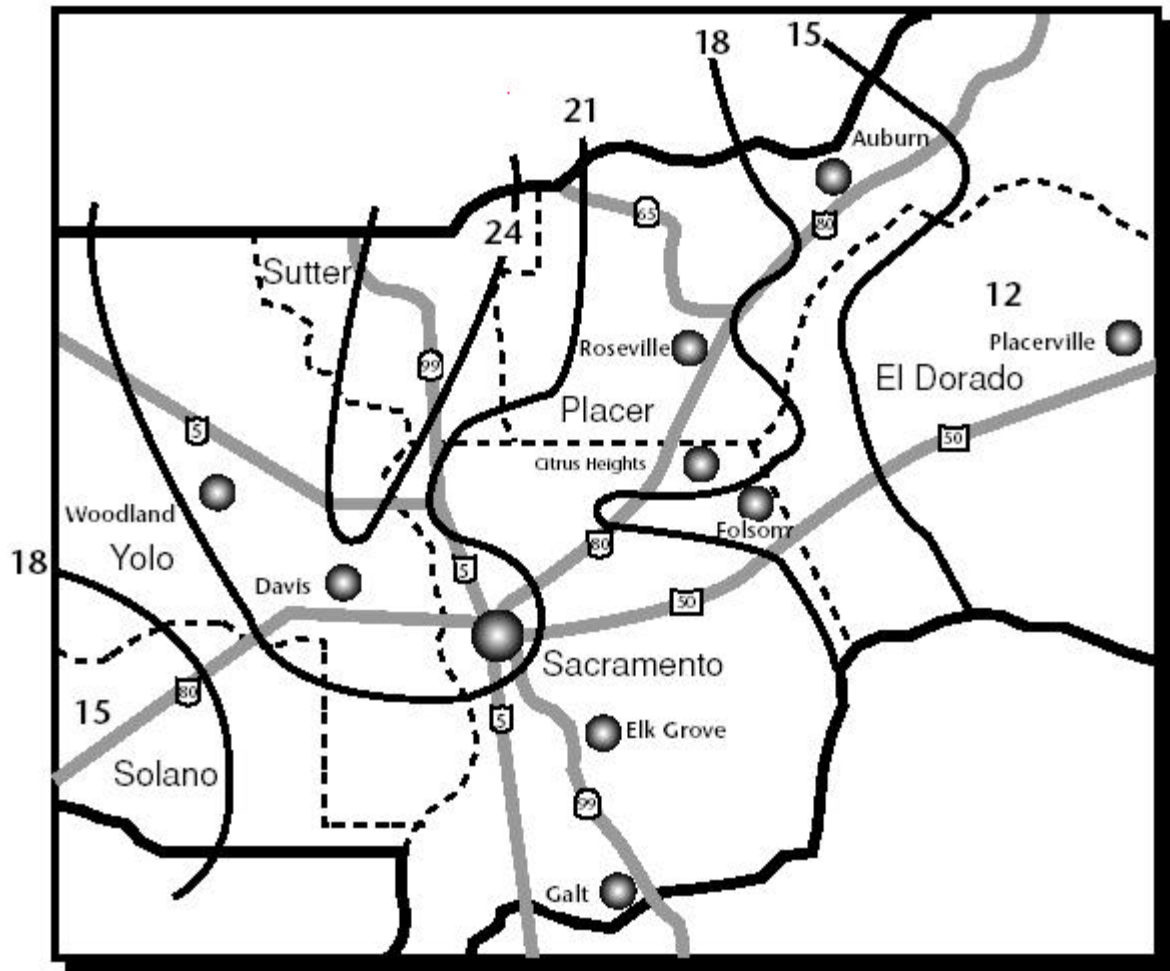 18
15
21
Auburn
65
80
24
Sutter
12
Roseville
Placerville
99
El Dorado
Placer
5
50
Citrus Heights
Woodland
Folsom
80
Yolo
18
5
Davis
50
Sacramento
80
15
5
Elk Grove
Solano
99
Galt